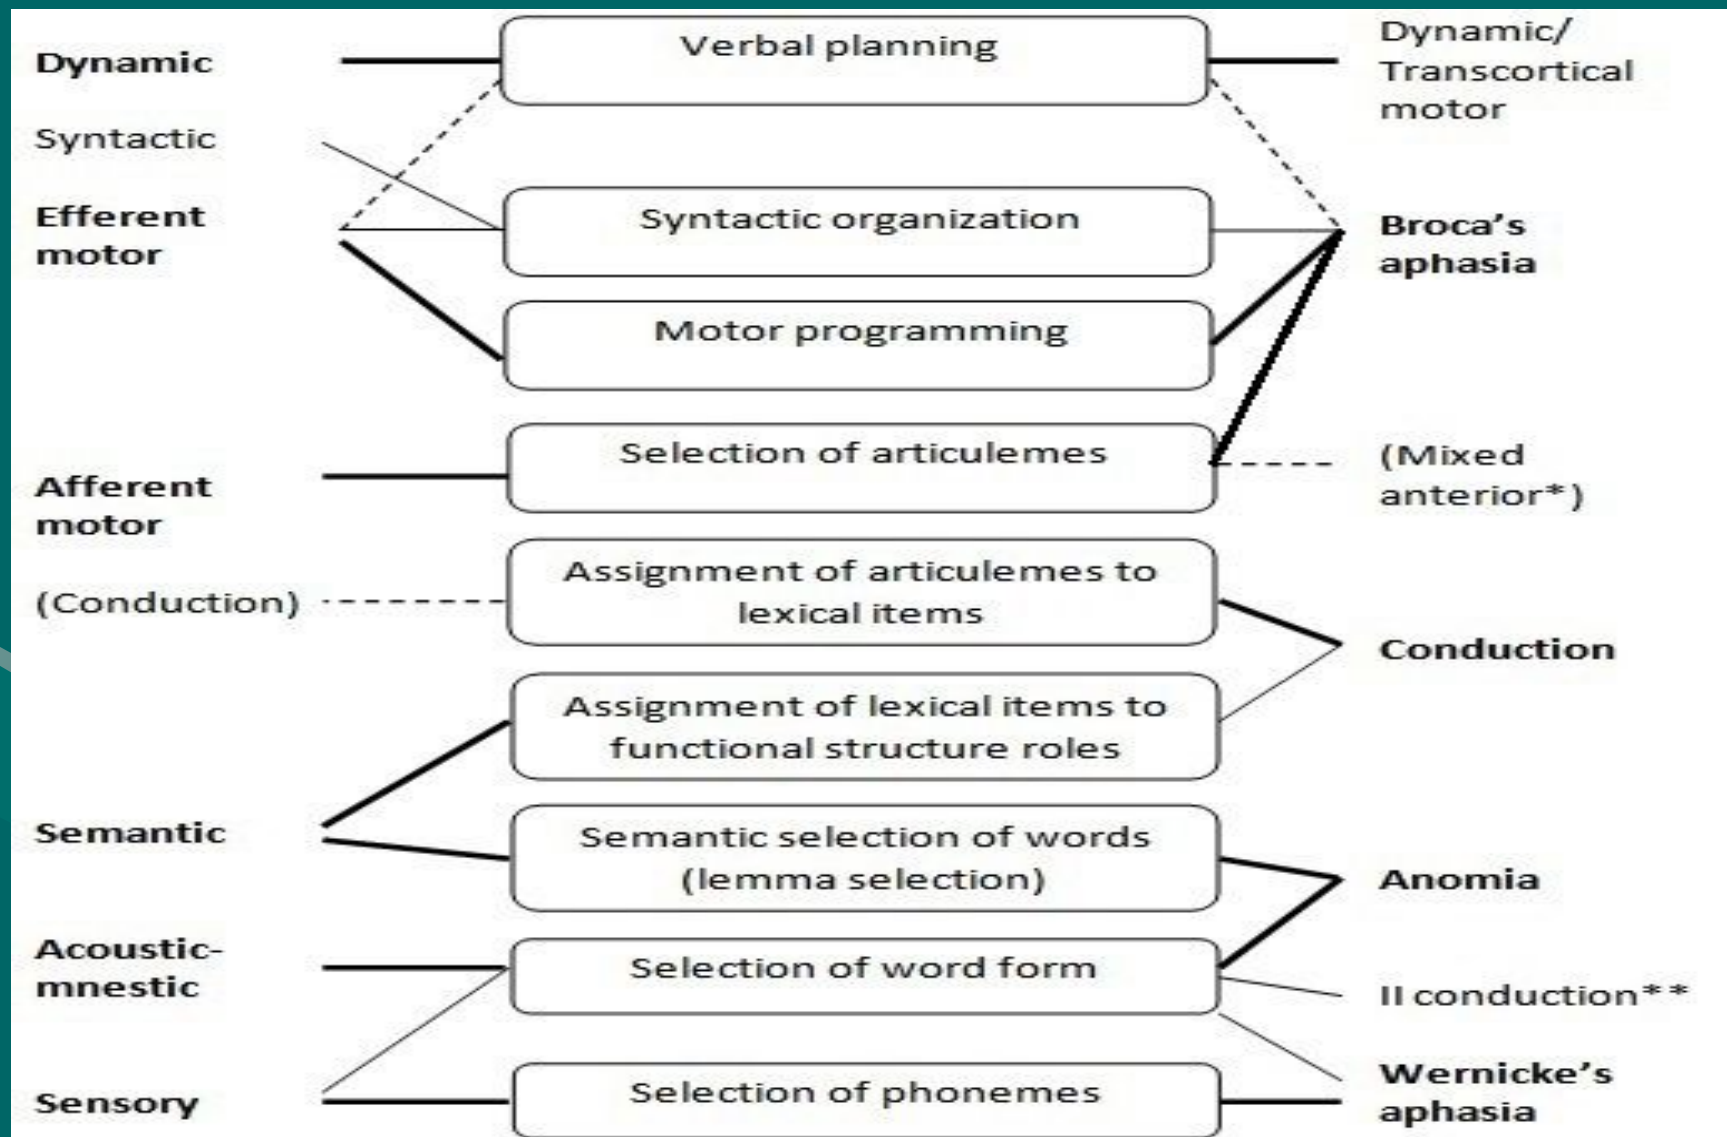 Dynamic
Syntactic
Efferent
motor
Afferent
motor
(Conduction)
Semantic
Acoustic-
mnestic
Sensory
Verbal planning
Syntactic organization
Motor programming
Selection of articulemes
Assignment of articulemes to
lexical items
Assignment of lexical items to
functional structure roles
Semantic selection of words
(lemma selection)
Selection of word form
Selection of phonemes
Dynamic/
Transcortical
motor
Broca's
aphasia
(Mixed
anterior*)
Conduction
Anomia
II conduction**
Wernicke's
aphasia